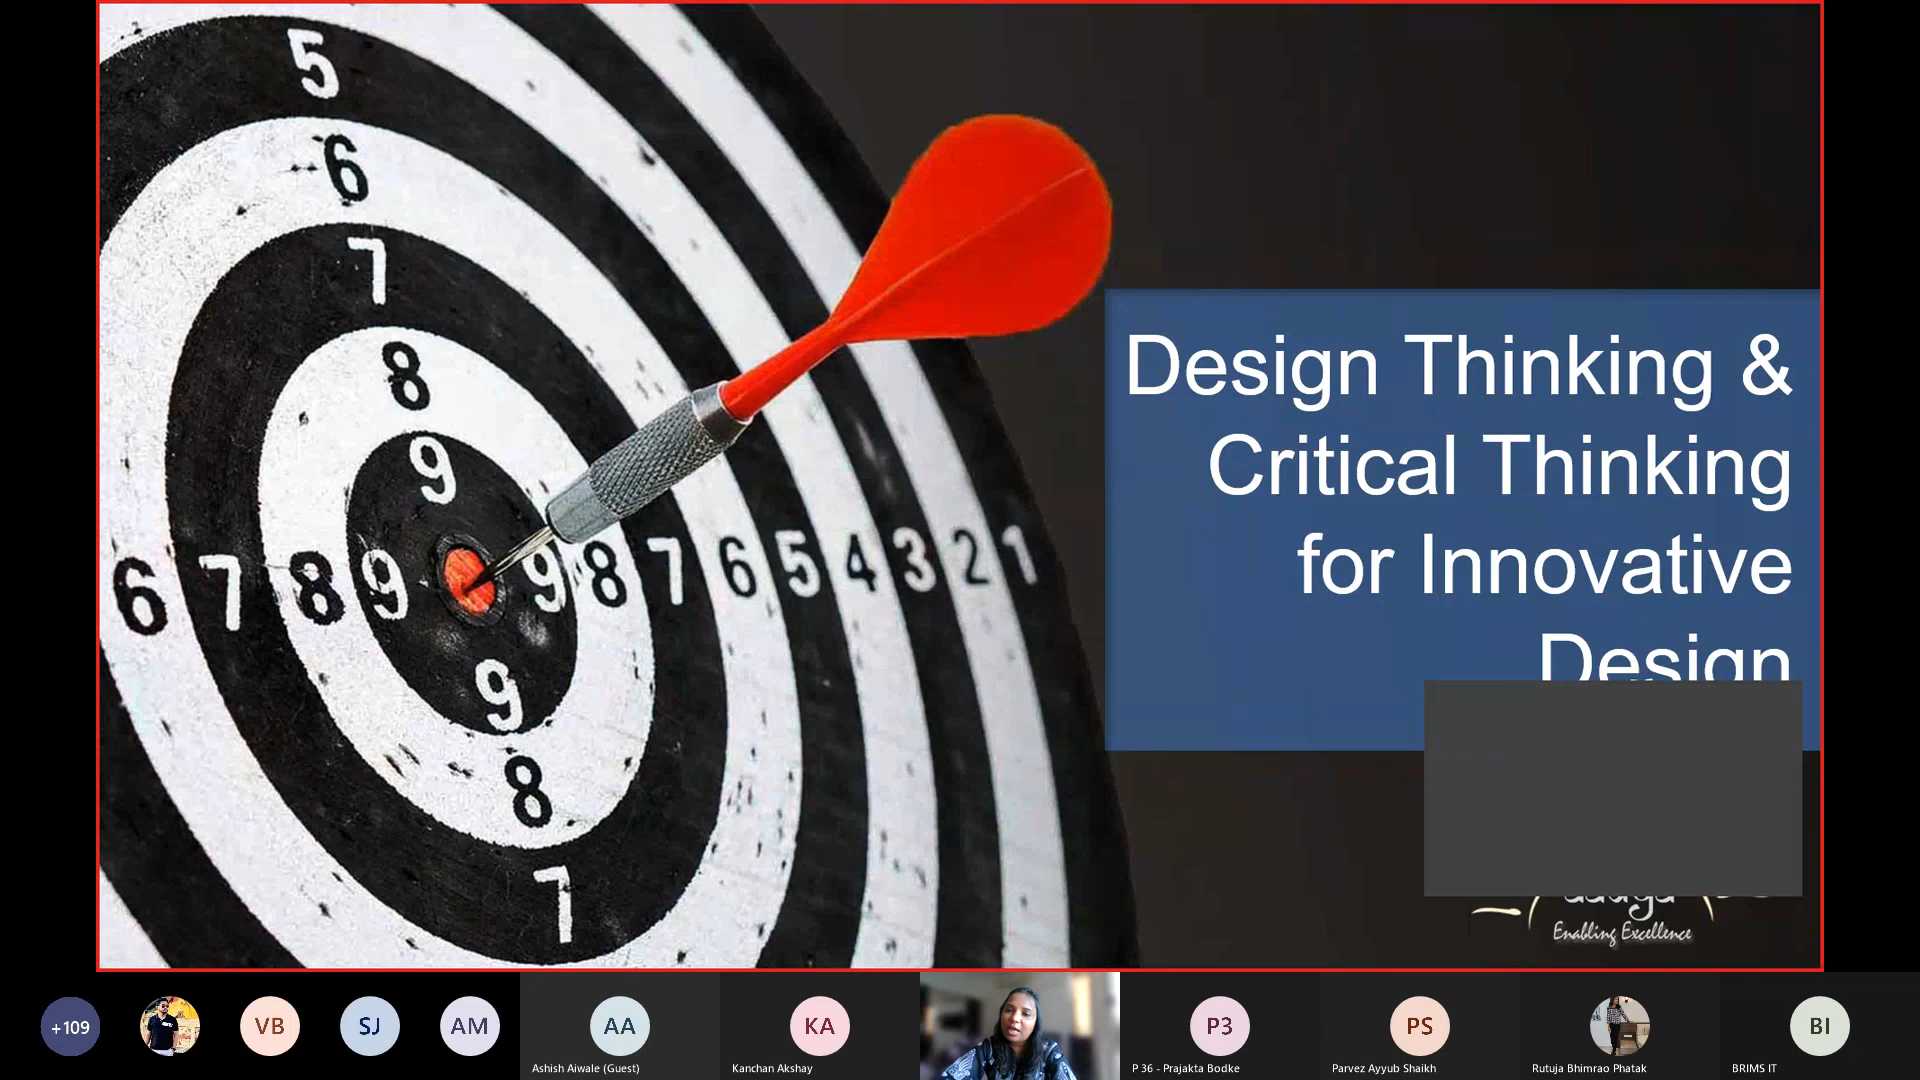 5
6
7
8
9
6 7 8 9 9 8 7 6 5 4 3 2 1
9
8
7
Design Thinking &
Critical Thinking
for Innovative
Design
Enabling Excellence
+109
VB
SJ
AM
AA
Ashish Aiwale (Guest)
KA
Kanchan Akshay
P3
P 36 - Prajakta Bodke
PS
Parvez Ayyub Shaikh
Rutuja Bhimrao Phatak
BI
BRIMS IT